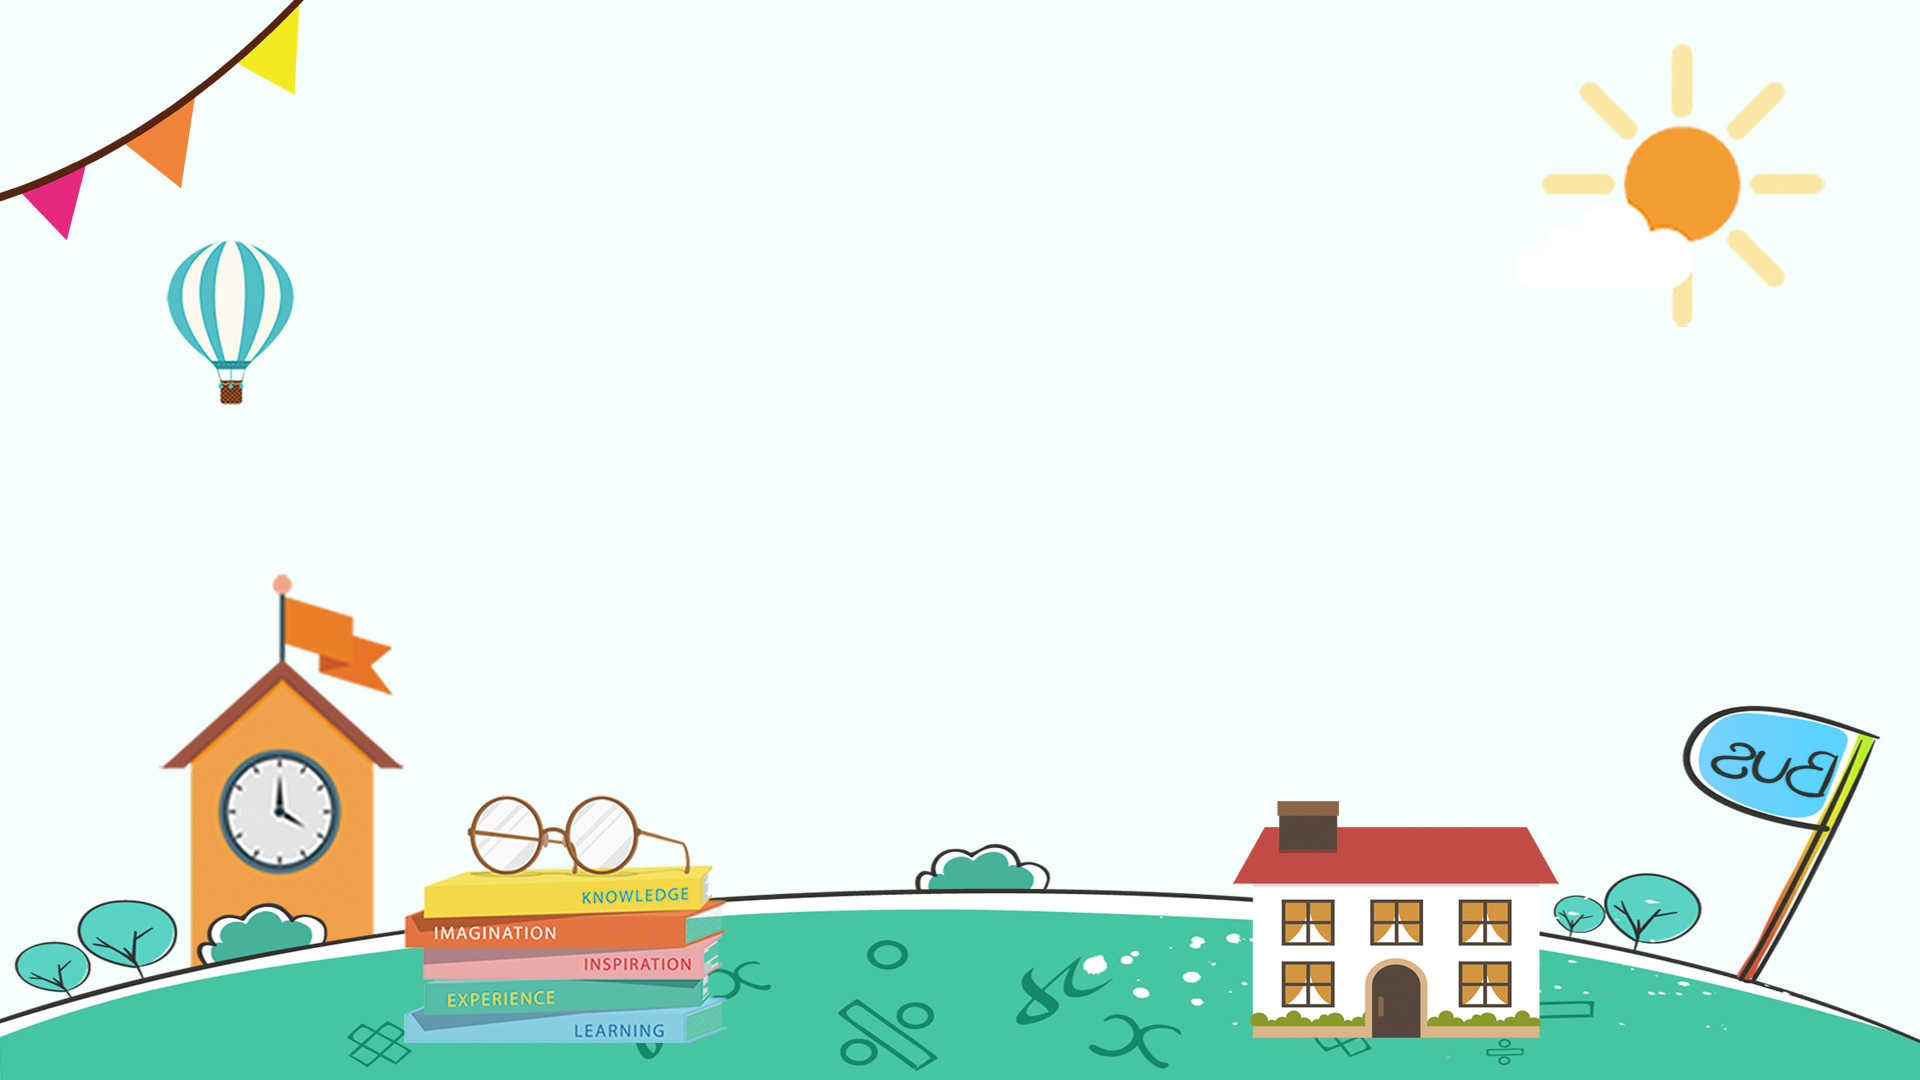 Bus
KNOWLEDGE
IMAGINATION
INSPIRATION
EXPERIENCE
LEARNING